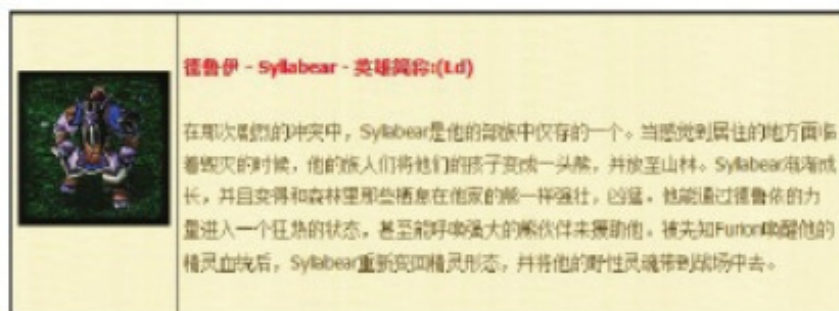 德鲁伊 - Syllabear - 英雄简称:(Ld)
在那次剧烈的冲突中，Syllabear是他的部族中仅存的一个。当感觉到居住的地方面临
着毁灭的时候，他的族人们将他们的孩子变成一头熊，并放至山林。Syllabear渐渐成
长，并且变得和森林里那些栖息在他家的熊一样强壮，凶猛。他能通过德鲁依的力
量进入一个狂热的状态，甚至能呼唤强大的熊伙伴来援助他。被先知Furion唤醒他的
精灵血统后，Syllabear重新变回精灵形态，并将他的野性灵魂带到战场中去。